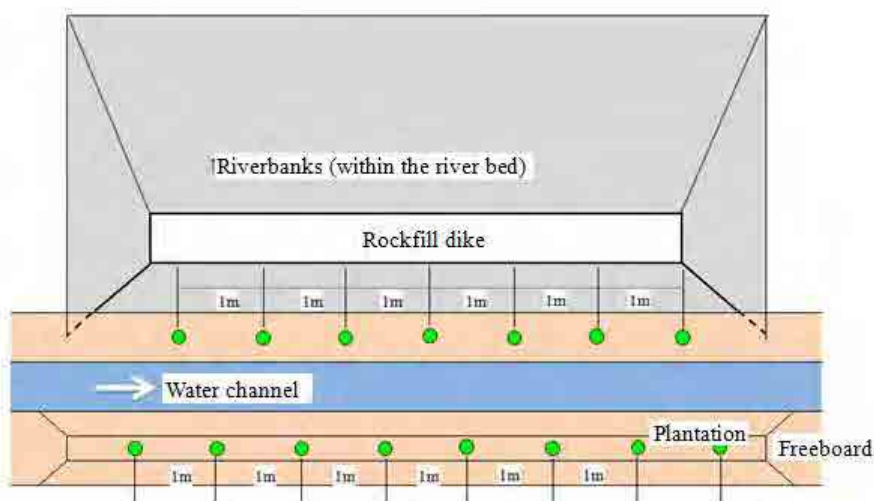 ↑Riverbanks (within the river bed)
Rockfill dike
1m 1m 1m 1m 1m 1m
Water channel
Plantation
Freeboard
1m 1m 1m 1m 1m 1m